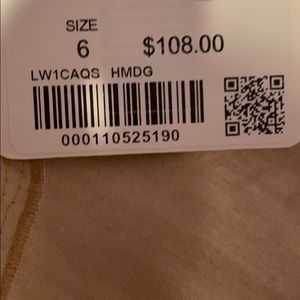 SIZE
6 $108.00
LW1CAQS HMDG
000110525190